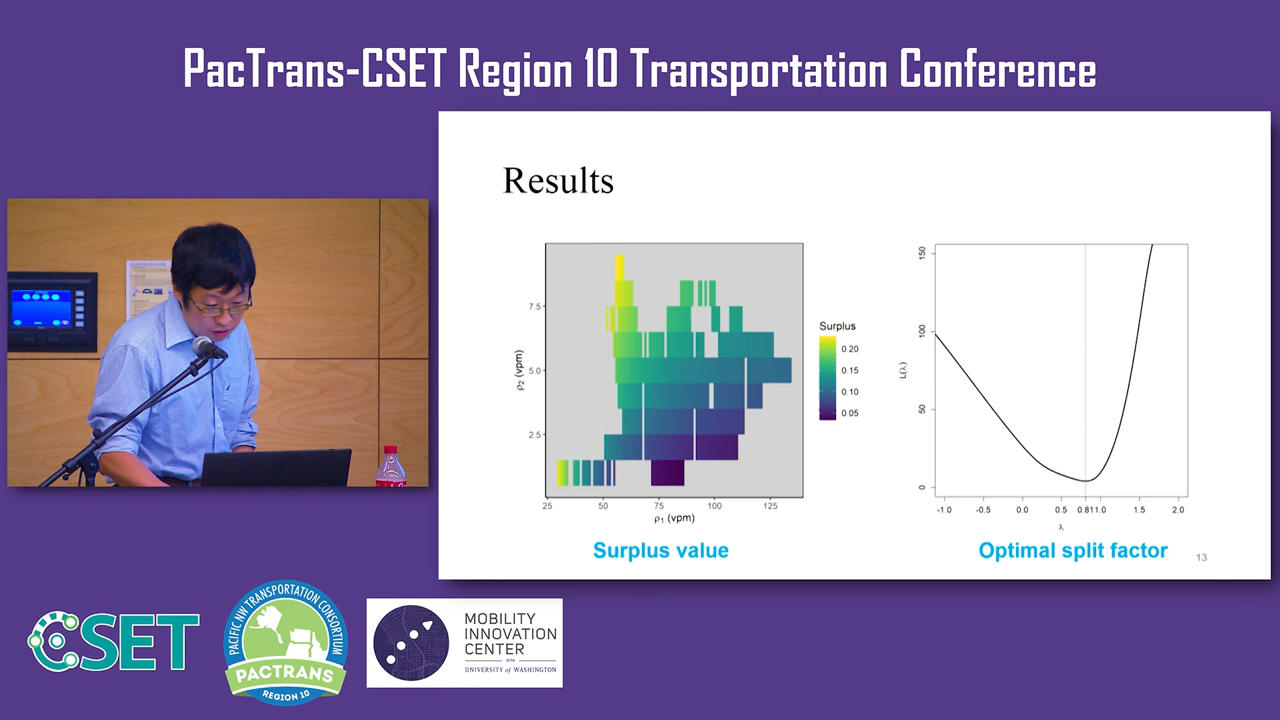 PacTrans-CSET Region 10 Transportation Conference
Results
7.5
5.0
2.5
ρ2 (vpm)
25 50 75 100 125
ρ1 (vpm)
Surplus
0.20
0.15
0.10
0.05
Surplus value
150
100
50
0
L(λ)
-1.0 -0.5 0.0 0.5 0.811.0 1.5 2.0
λ
Optimal split factor
13
CSET
PACIFIC NW TRANSPORTATION CONSORTIUM
PACTRANS
REGION 10
MOBILITY
INNOVATION
CENTER
UNIVERSITY of WASHINGTON